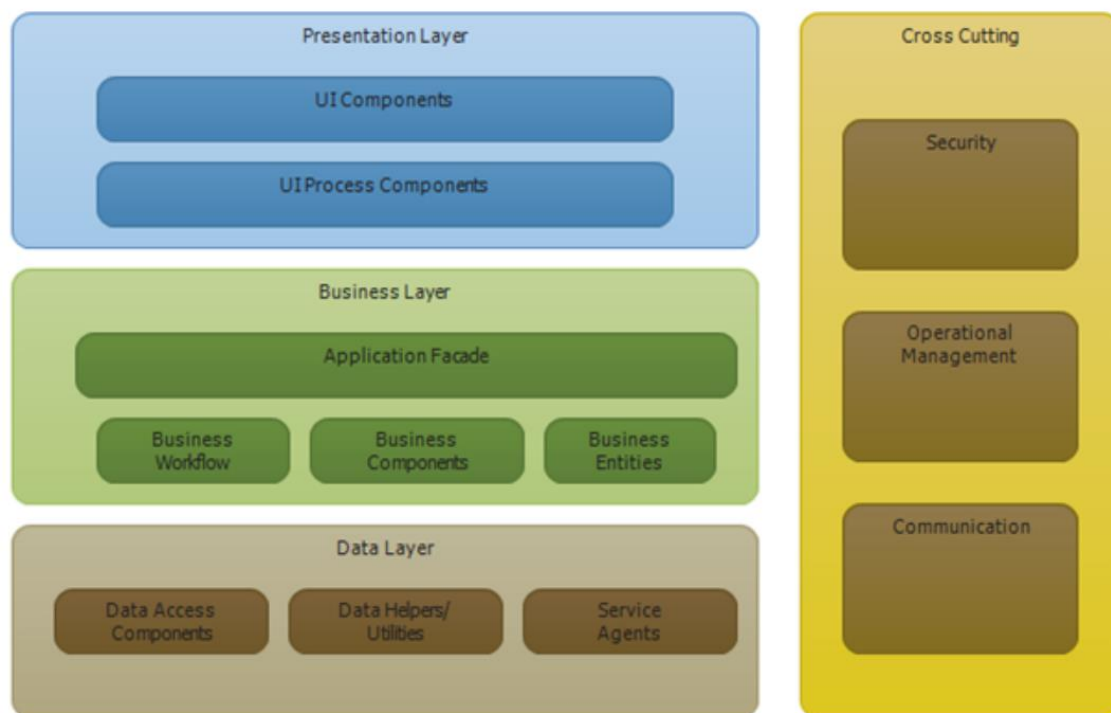 Presentation Layer
UI Components
UI Process Components
Business Layer
Application Facade
Business
Workflow
Business
Components
Business
Entities
Data Layer
Data Access
Components
Data Helpers/
Utilities
Service
Agents
Cross Cutting
Security
Operational
Management
Communication